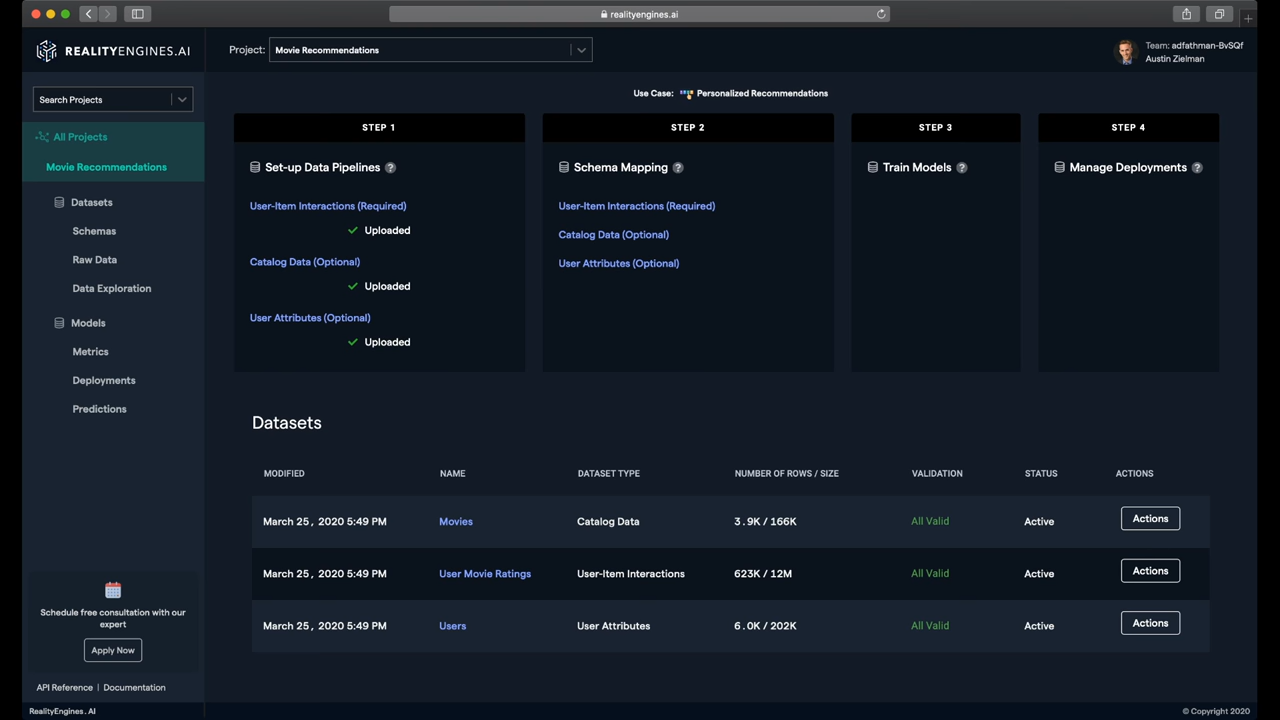 realityengines.ai
REALITYENGINES.AI
Project:
Movie Recommendations
Team: adfathman-BvSQf
Austin Zielman
Search Projects
All Projects
Movie Recommendations
Datasets
Schemas
Raw Data
Data Exploration
Models
Metrics
Deployments
Predictions
Schedule free consultation with our
expert
Apply Now
API Reference | Documentation
RealityEngines.AI
Use Case: Personalized Recommendations
STEP 1
Set-up Data Pipelines ?
User-Item Interactions (Required)
Uploaded
Catalog Data (Optional)
Uploaded
User Attributes (Optional)
Uploaded
STEP 2
Schema Mapping ?
User-Item Interactions (Required)
Catalog Data (Optional)
User Attributes (Optional)
STEP 3
Train Models ?
STEP 4
Manage Deployments ?
Datasets
MODIFIED NAME DATASET TYPE NUMBER OF ROWS / SIZE VALIDATION STATUS ACTIONS
March 25, 2020 5:49 PM Movies Catalog Data 3.9K / 166K All Valid Active Actions
March 25, 2020 5:49 PM User Movie Ratings User-Item Interactions 623K / 12M All Valid Active Actions
March 25, 2020 5:49 PM Users User Attributes 6.0K / 202K All Valid Active Actions
© Copyright 2020